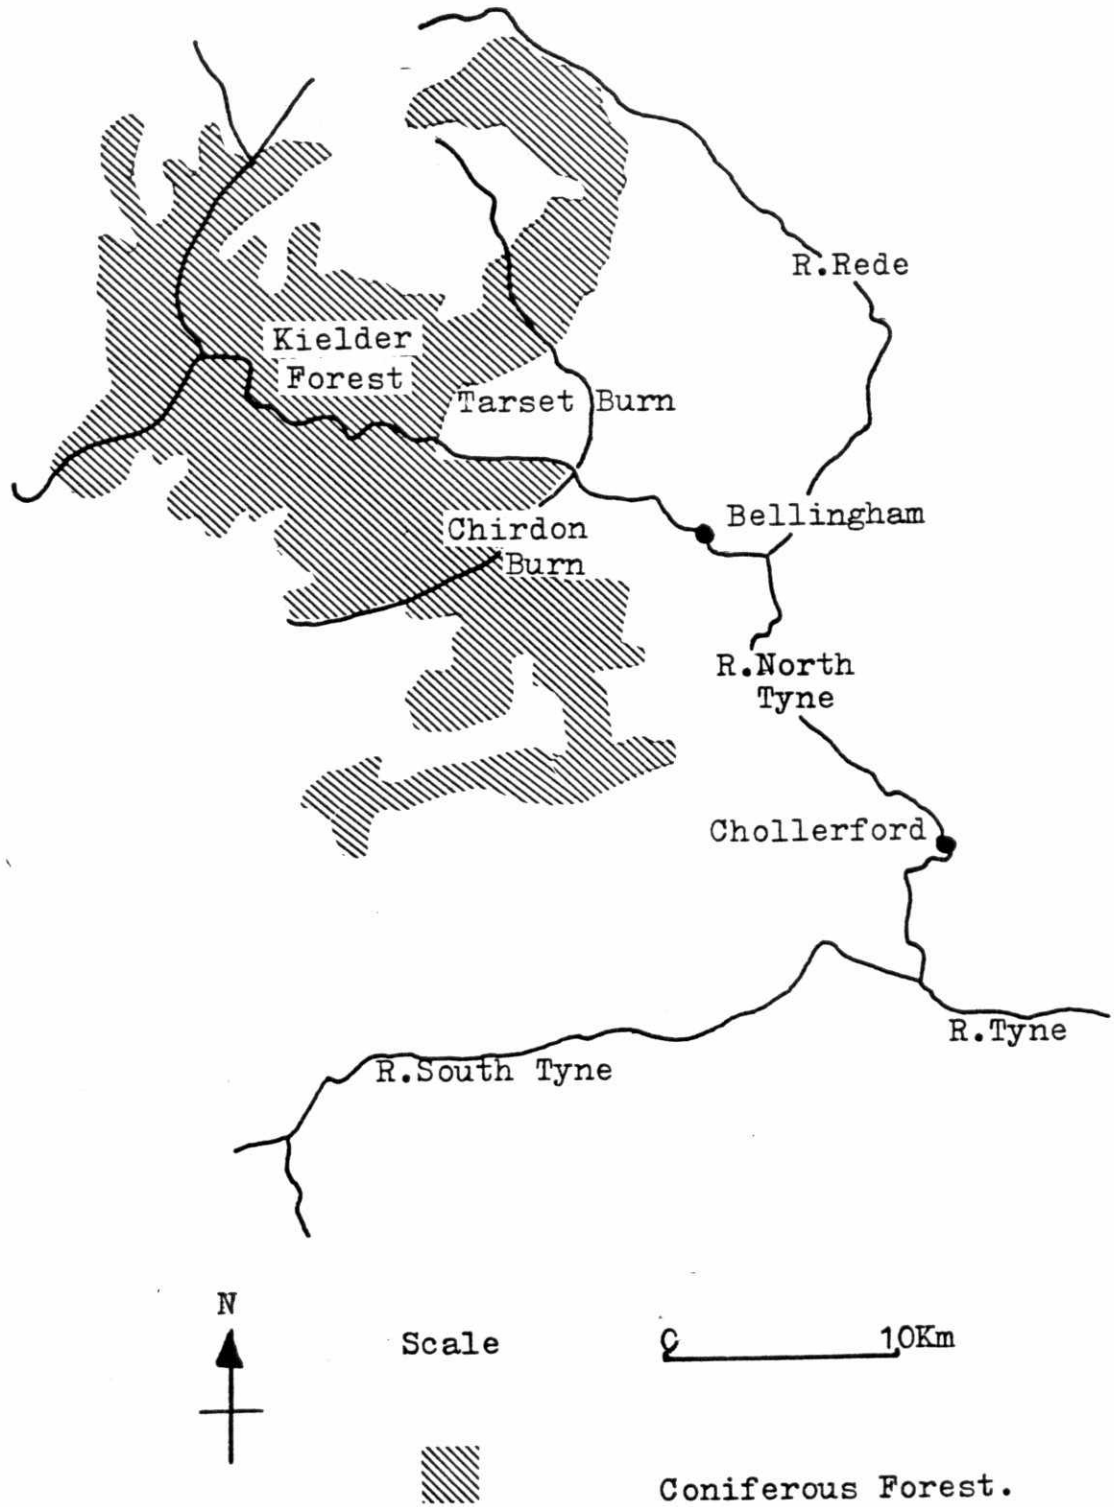 R.Rede
Kielder
Forest
Tarset Burn
Bellingham
Chirdon
Burn
R.North
Tyne
Chollerford
R.Tyne
R.South Tyne
N
Scale
0 10Km
Coniferous Forest.